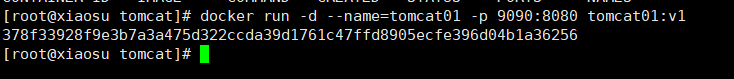 [root@xiaosu tomcat]# docker run -d --name=tomcat01 -p 9090:8080 tomcat01:v1
378f33928f9e3b7a3a475d322ccda39d1761c47ffd8905ecfe396d04b1a36256
[root@xiaosu tomcat]#